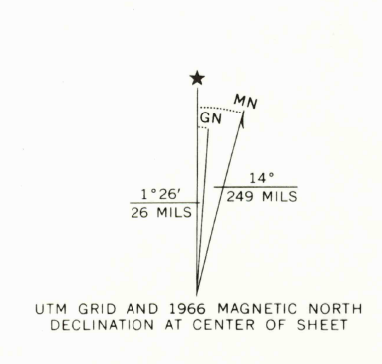 MN
GN
14°
249 MILS
1°26′
26 MILS
UTM GRID AND 1966 MAGNETIC NORTH
DECLINATION AT CENTER OF SHEET